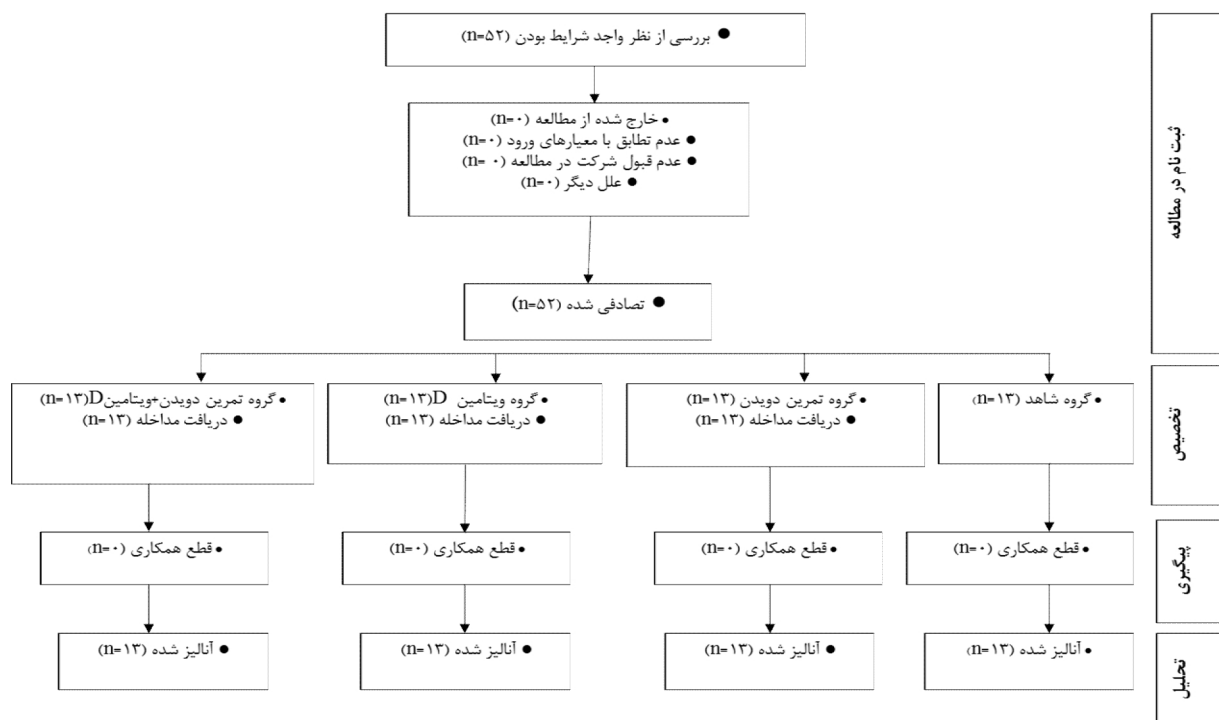 ● بررسی از نظر واجد شرایط بودن (n=۵۲)
• خارج شده از مطالعه (n=۰)
● عدم تطابق با معیارهای ورود (n=۰)
● عدم قبول شرکت در مطالعه (n= ۰)
● علل دیگر (n=۰)
● تصادفی شده (n=۵۲)
ثبت نام در مطالعه
• گروه شاهد (n=۱۳)
• گروه تمرین دویدن (n=۱۳)
● دریافت مداخله (n=۱۳)
• گروه ویتامین D(n=۱۳)
● دریافت مداخله (n=۱۳)
• گروه تمرین دویدن+ویتامینD(n=۱۳)
● دریافت مداخله (n=۱۳)
تخصیص
• قطع همکاری (n=۰)
• قطع همکاری (n=۰)
• قطع همکاری (n=۰)
• قطع همکاری (n=۰)
پیگیری
• آنالیز شده (n=۱۳)
● آنالیز شده (n=۱۳)
● آنالیز شده (n=۱۳)
● آنالیز شده (n=۱۳)
تحلیل